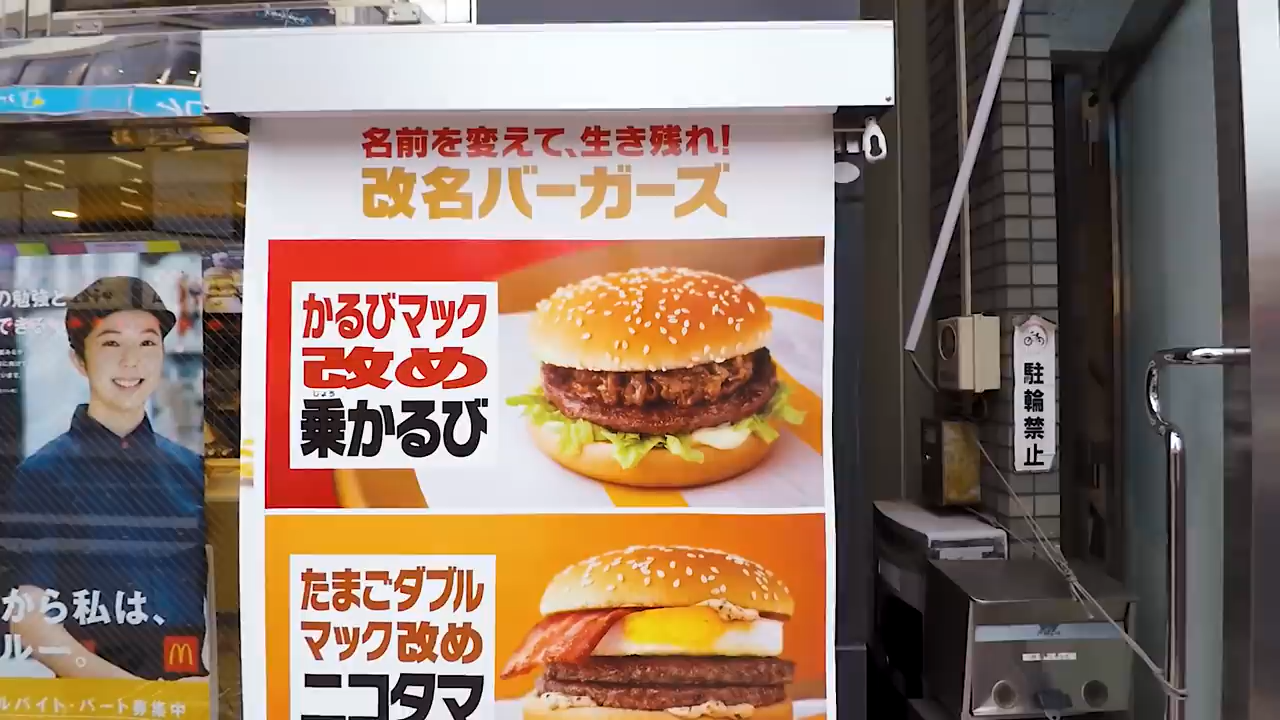 名前を変えて、生き残れ!
改名バーガーズ
かるびマック
改め
じょう
乗かるび
たまごダブル
マック改め
ニコタマ
の勉強と
でき
から私は、
ルー。
ルバイト・パート募集中
駐輪禁止